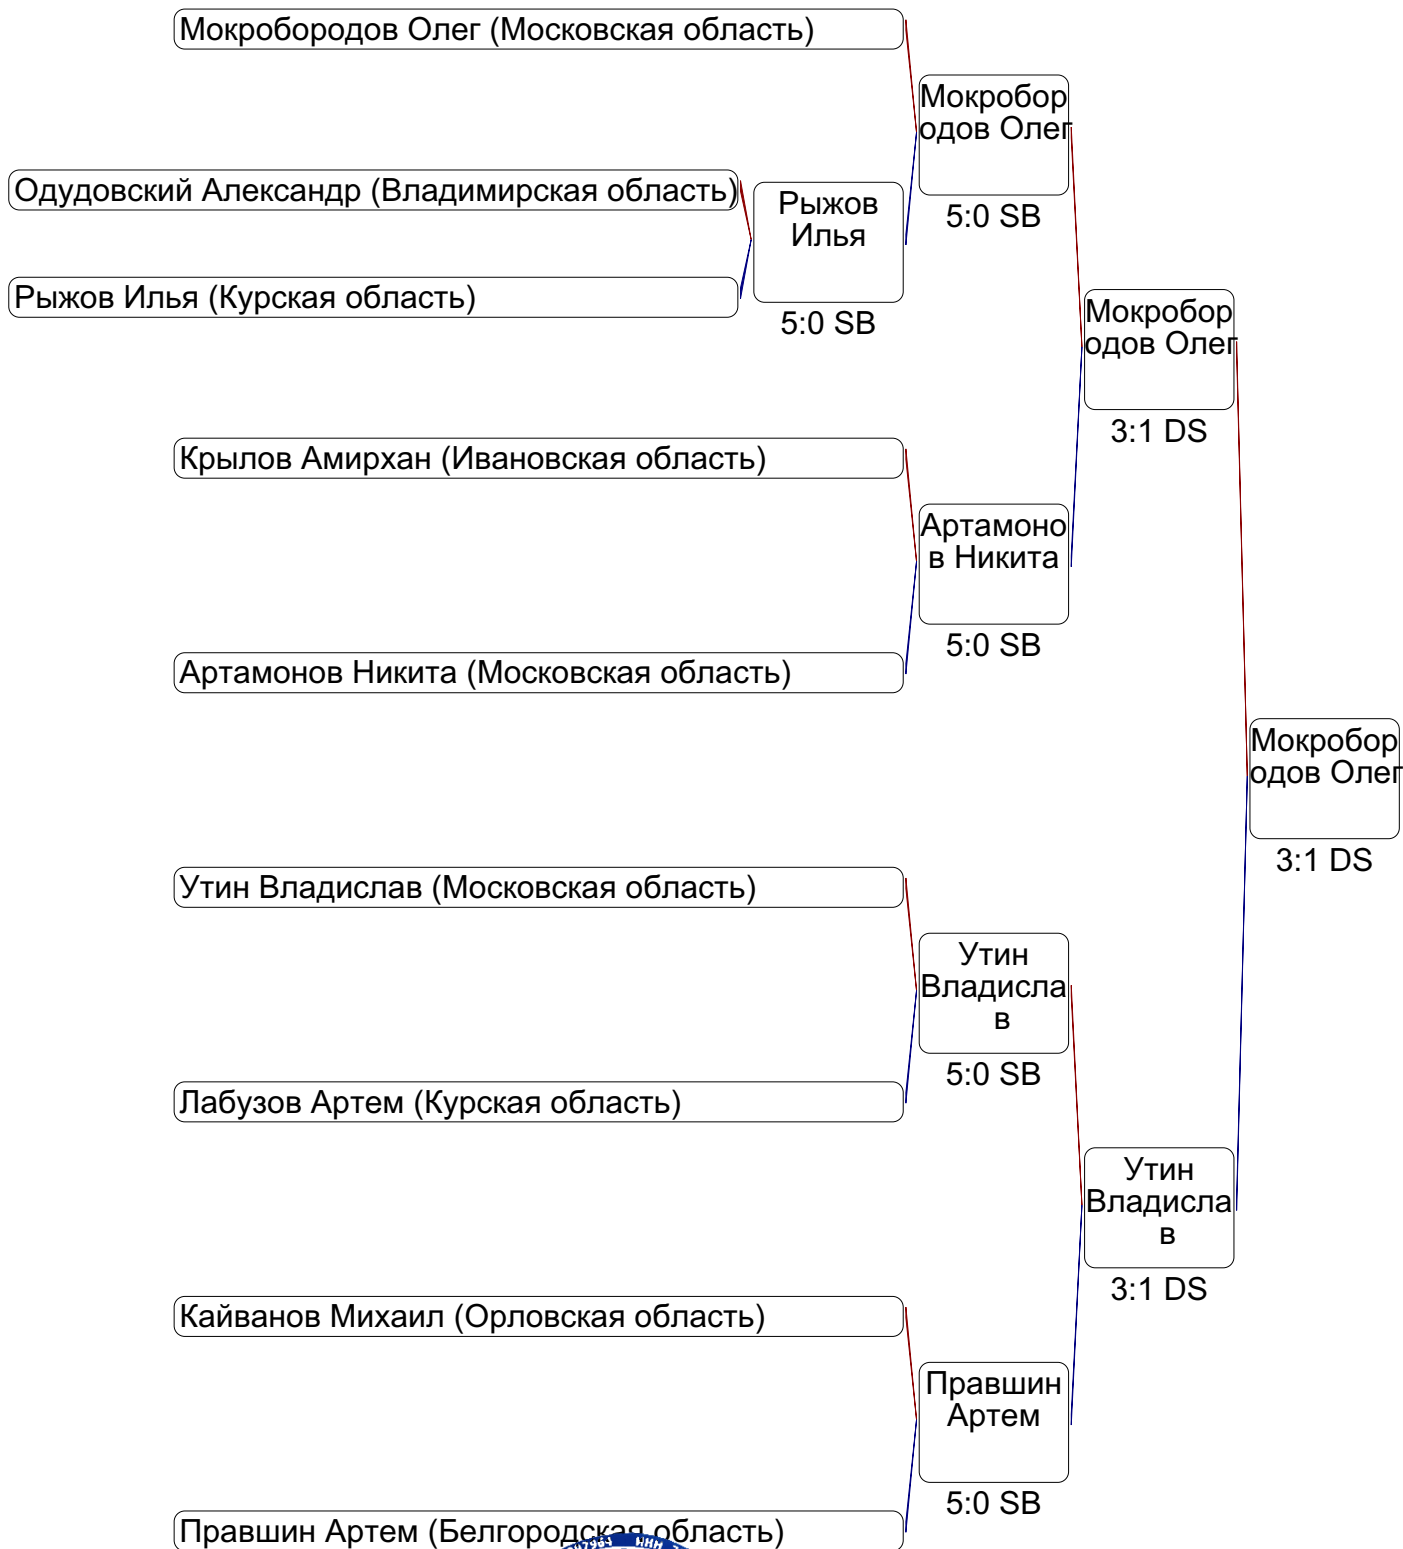 Мокробородов Олег (Московская область)
Мокробор
одов Олег
5:0 SB
Одудовский Александр (Владимирская область)
Рыжов
Илья
5:0 SB
Рыжов Илья (Курская область)
Мокробор
одов Олег
3:1 DS
Крылов Амирхан (Ивановская область)
Артамоно
в Никита
5:0 SB
Артамонов Никита (Московская область)
Мокробор
одов Олег
3:1 DS
Утин Владислав (Московская область)
Утин
Владисла
в
5:0 SB
Лабузов Артем (Курская область)
Утин
Владисла
в
3:1 DS
Кайванов Михаил (Орловская область)
Правшин
Артем
5:0 SB
Правшин Артем (Белгородская область)